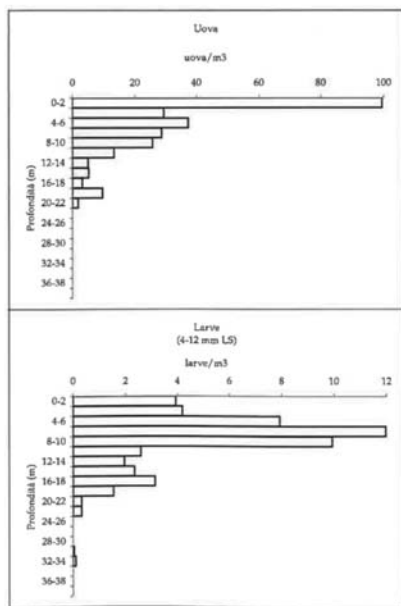 Uova
uova/m3
0 20 40 60 80 100
0-2
4-6
8-10
12-14
16-18
20-22
24-26
28-30
32-34
36-38
Profondità (m)
Larve
(4-12 mm LS)
larve/m3
0 2 4 6 8 10 12
0-2
4-6
8-10
12-14
16-18
20-22
24-26
28-30
32-34
36-38
Profondità (m)